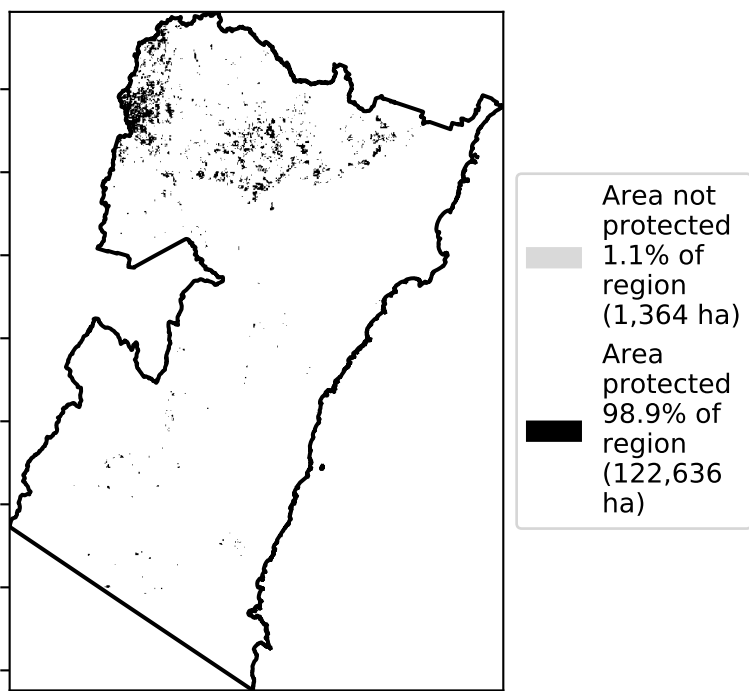 Area not
protected
1.1% of
region
(1,364 ha)
Area
protected
98.9% of
region
(122,636
ha)